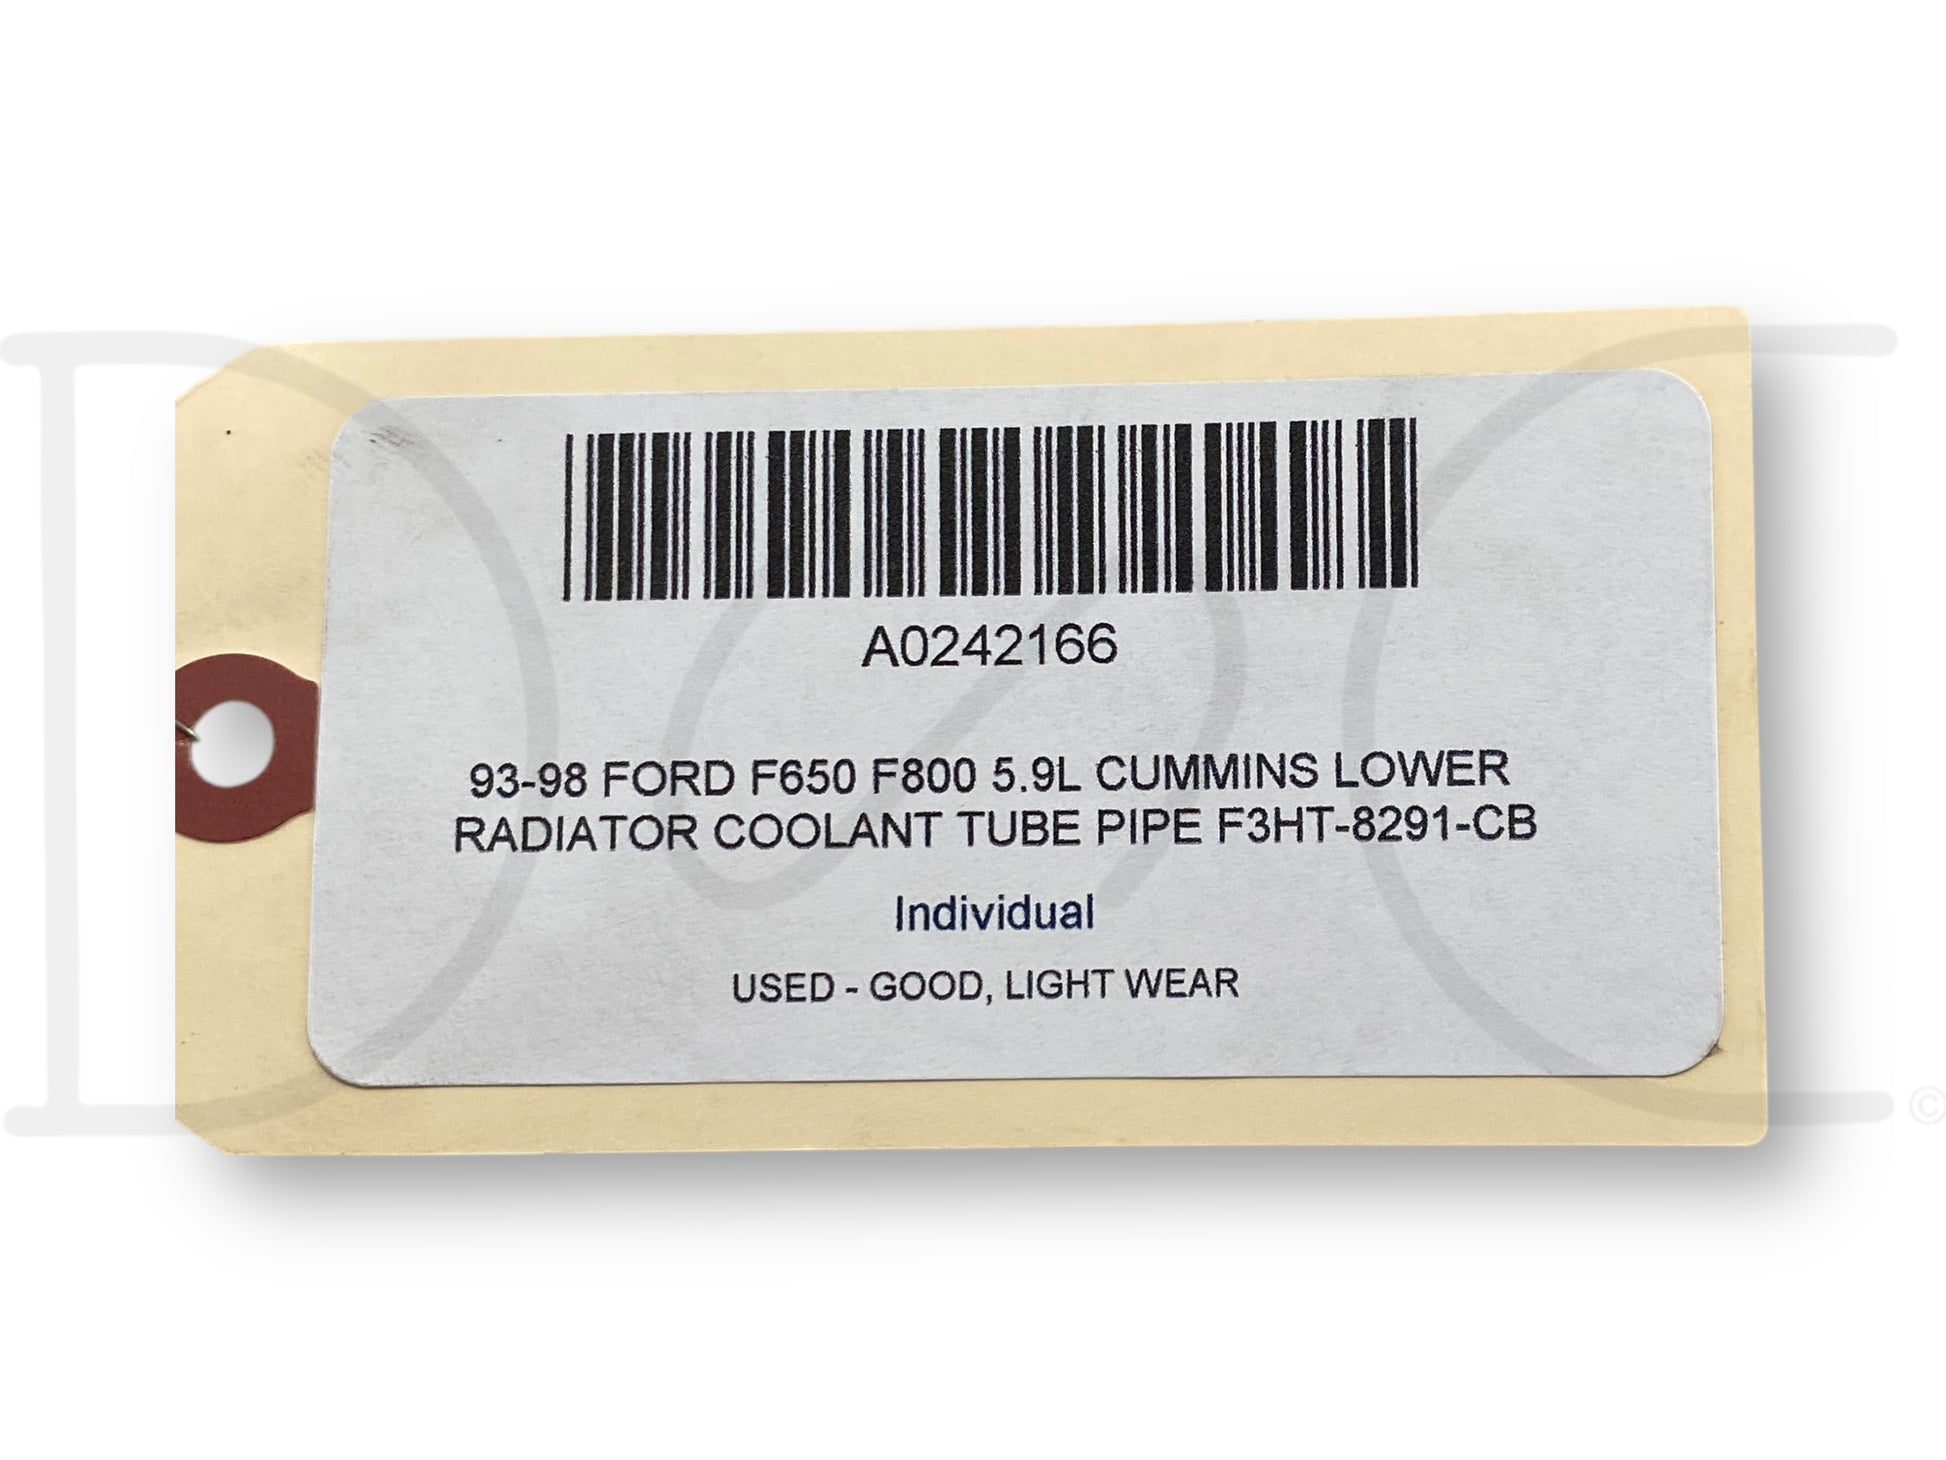 A0242166
93-98 FORD F650 F800 5.9L CUMMINS LOWER
RADIATOR COOLANT TUBE PIPE F3HT-8291-CB
Individual
USED - GOOD, LIGHT WEAR
D&C
©